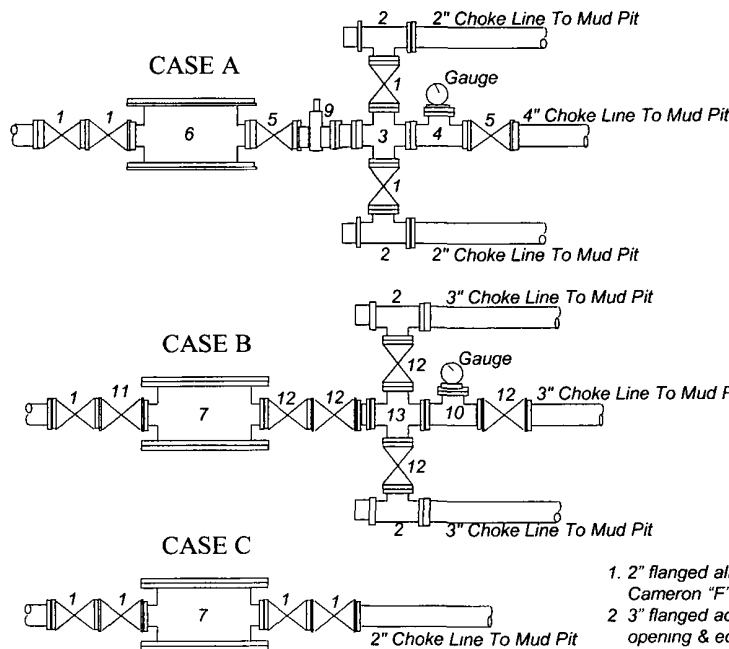 2
2" Choke Line To Mud Pit
CASE A
Gauge
1
9
1
1
5
5
4" Choke Line To Mud Pit
6
3
4
1
2
2" Choke Line To Mud Pit
2
3" Choke Line To Mud Pit
CASE B
Gauge
12
1
11
12
12
12
3" Choke Line To Mud P
7
13
10
12
2
3" Choke Line To Mud Pit
CASE C
1
1
1
1
7
2" Choke Line To Mud Pit
1. 2" flanged al
Cameron "F"
2 3" flanged ad
opening & ed